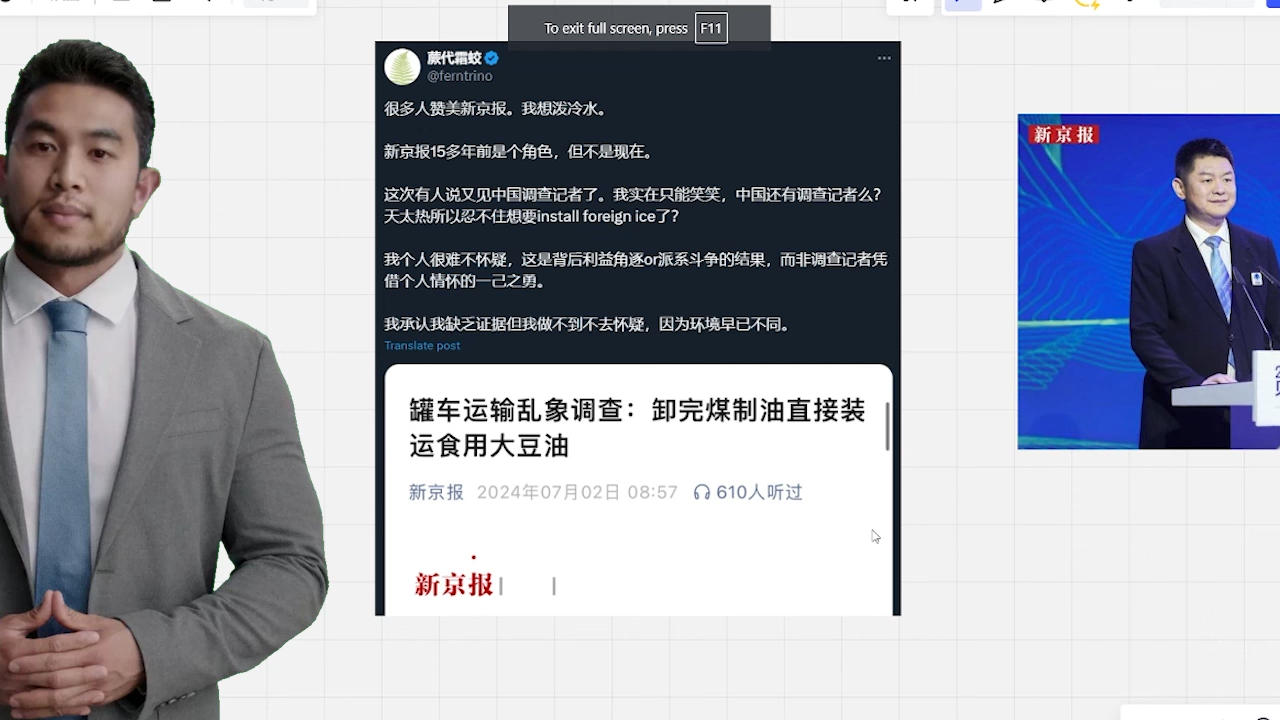 To exit full screen, press F11
蕨代霜蛟
@ferntrino
很多人赞美新京报。我想泼冷水。
新京报15多年前是个角色，但不是现在。
这次有人说又见中国调查记者了。我实在只能笑笑，中国还有调查记者么？
天太热所以忍不住想要install foreign ice了？
我个人很难不怀疑，这是背后利益角逐or派系斗争的结果，而非调查记者凭
借个人情怀的一己之勇。
我承认我缺乏证据但我做不到不去怀疑，因为环境早已不同。
Translate post
罐车运输乱象调查：卸完煤制油直接装
运食用大豆油
新京报 2024年07月02日 08:57 610人听过
新京报
新京报